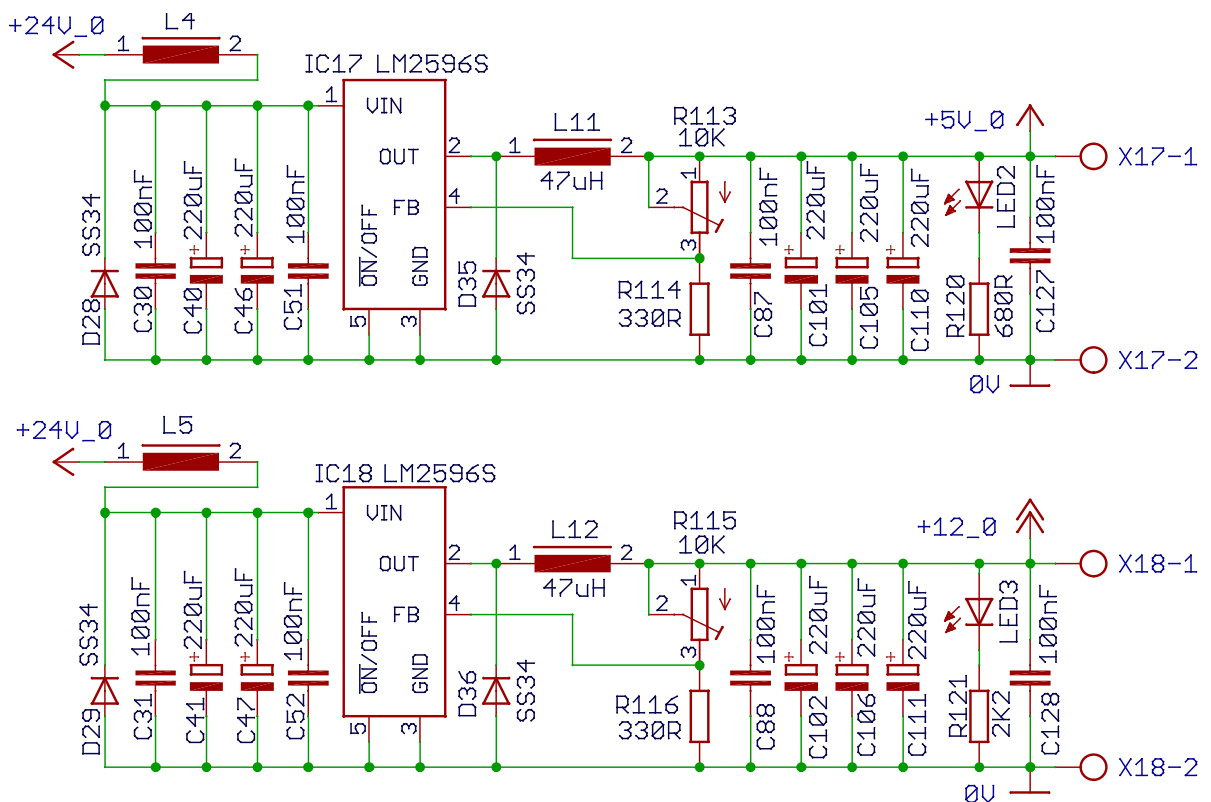 +24V_0
L4
1 2
IC17 LM2596S
1
VIN
OUT
FB
ON/OFF
GND
2
4
5
3
SS34
D28
100nF
C30
220uF
C40
220uF
C46
100nF
C51
D35
SS34
L11
1 2
47uH
R113
10K
1
2
3
R114
330R
100nF
C87
220uF
C101
220uF
C105
220uF
C110
LED2
R120
680R
100nF
C127
+5V_0
X17-1
X17-2
0V
+24V_0
L5
1 2
IC18 LM2596S
1
VIN
OUT
FB
ON/OFF
GND
2
4
5
3
SS34
D29
100nF
C31
220uF
C41
220uF
C47
100nF
C52
D36
SS34
L12
1 2
47uH
R115
10K
1
2
3
R116
330R
100nF
C88
220uF
C102
220uF
C106
220uF
C111
LED3
R121
2K2
100nF
C128
+12_0
X18-1
X18-2
0V